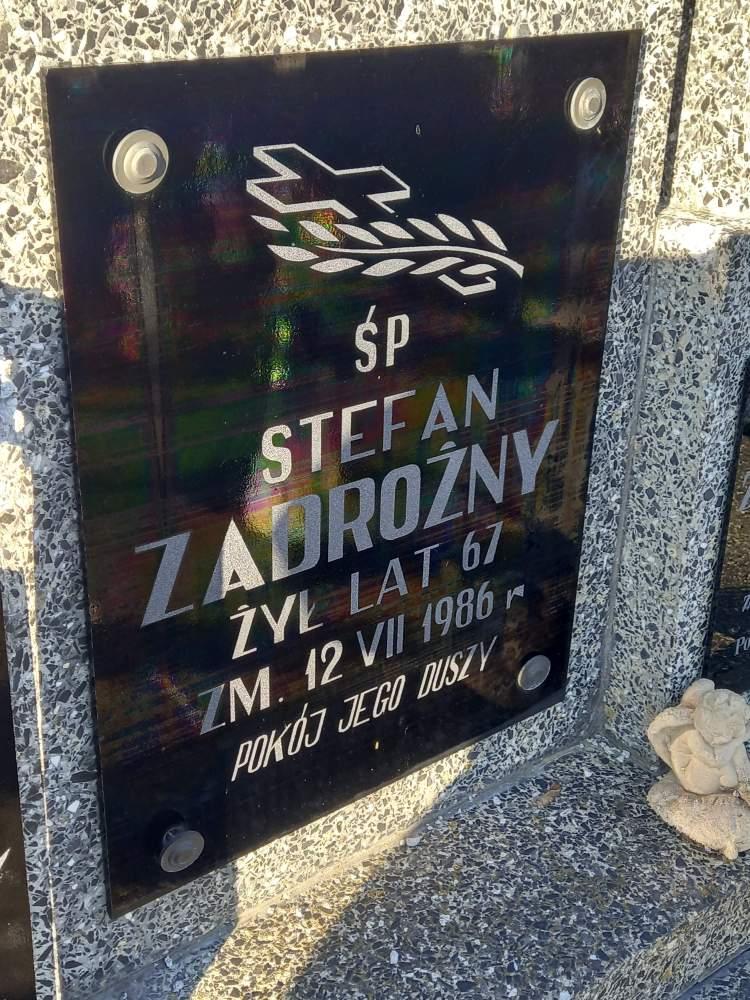 ŚP
STEFAN
ZADROŻNY
ŻYŁ LAT 67
ZM. 12 VII 1986 r
POKÓJ JEGO DUSZY